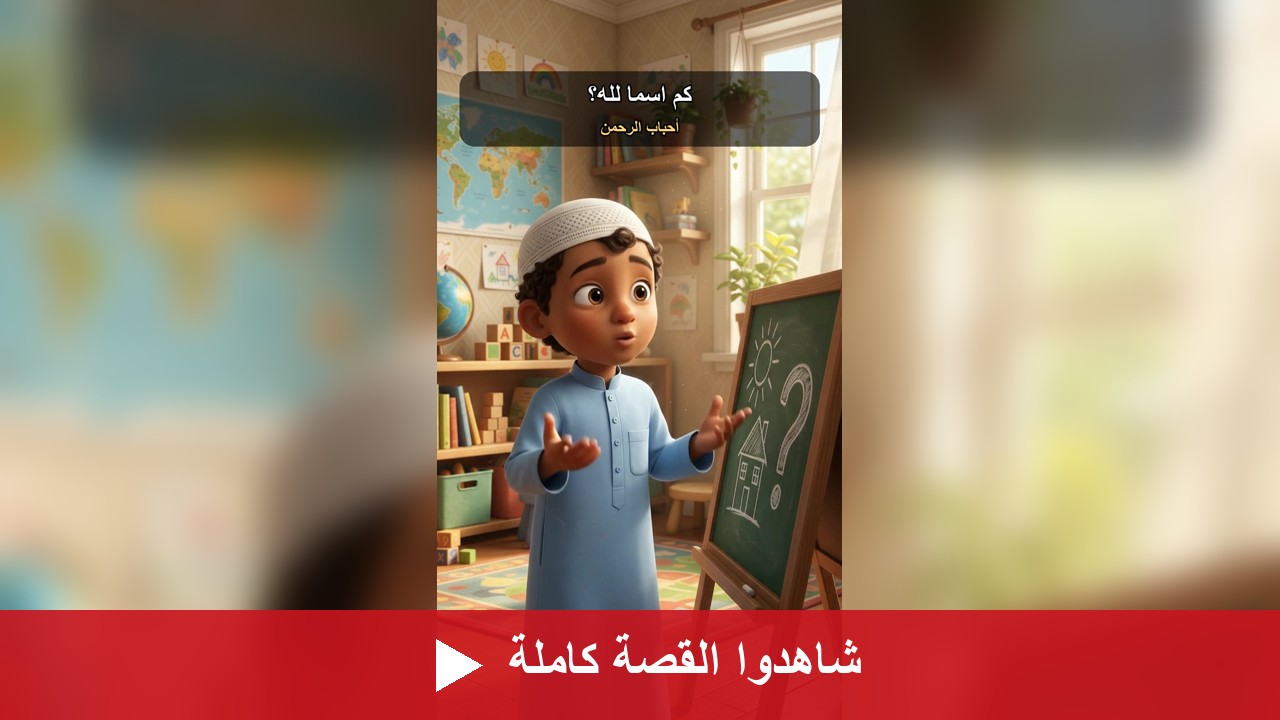 كم اسما لله؟
أحباب الرحمن
A
C
شاهدوا القصة كاملة